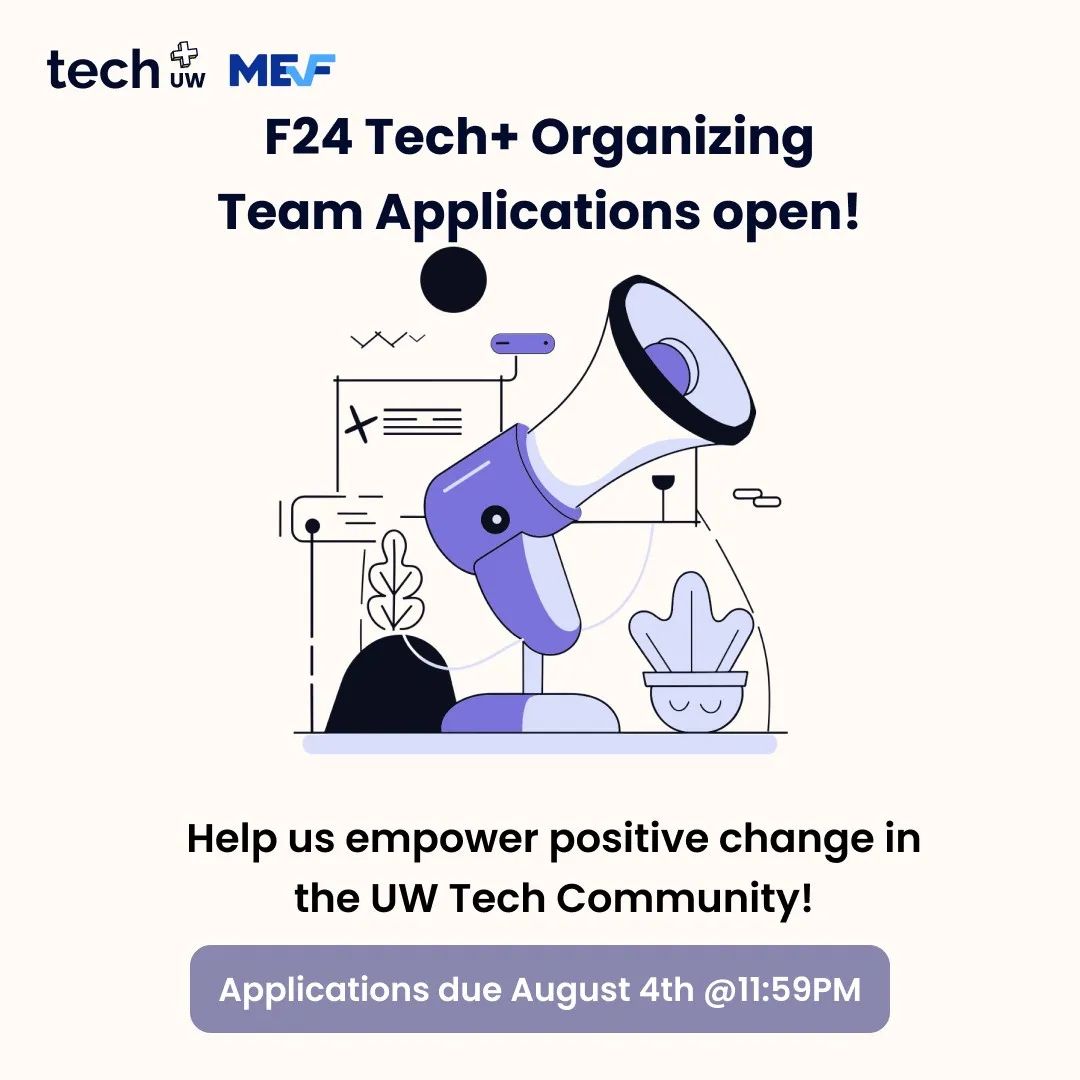 tech UW MEF
F24 Tech+ Organizing
Team Applications open!
Help us empower positive change in
the UW Tech Community!
Applications due August 4th @11:59PM